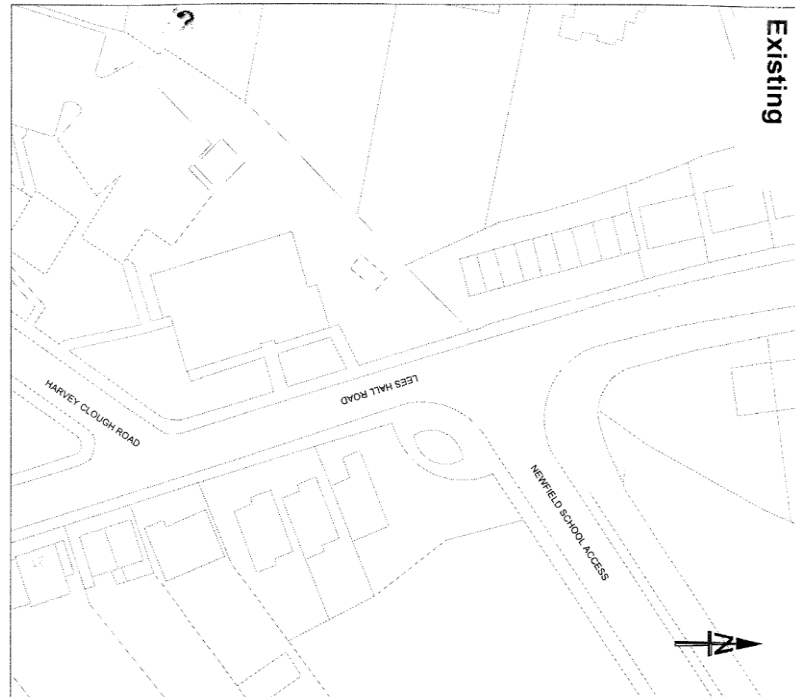 Existing
LEES HALL ROAD
HARVEY CLOUGH ROAD
NEWFIELD SCHOOL ACCESS
N